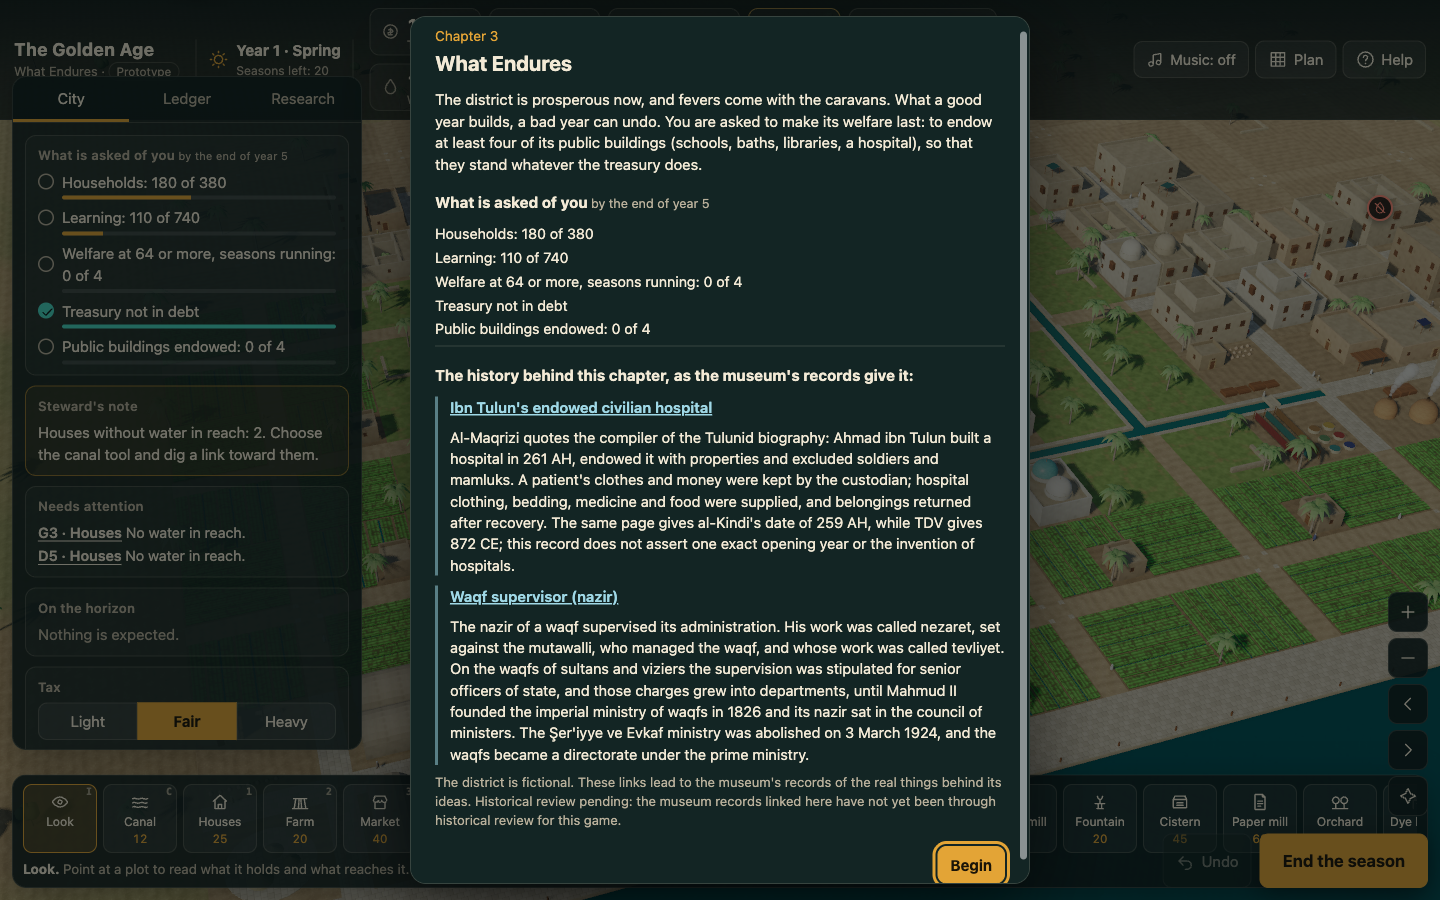 The Golden Age
What Endures · Prototype
Year 1 · Spring
Seasons left: 20
Music: off
Plan
Help
City
Ledger
Research
What is asked of you by the end of year 5
Households: 180 of 380
Learning: 110 of 740
Welfare at 64 or more, seasons running:
0 of 4
Treasury not in debt
Public buildings endowed: 0 of 4
Steward's note
Houses without water in reach: 2. Choose
the canal tool and dig a link toward them.
Needs attention
G3 · Houses No water in reach.
D5 · Houses No water in reach.
On the horizon
Nothing is expected.
Tax
Light
Fair
Heavy
Chapter 3
What Endures
The district is prosperous now, and fevers come with the caravans. What a good
year builds, a bad year can undo. You are asked to make its welfare last: to endow
at least four of its public buildings (schools, baths, libraries, a hospital), so that
they stand whatever the treasury does.
What is asked of you by the end of year 5
Households: 180 of 380
Learning: 110 of 740
Welfare at 64 or more, seasons running: 0 of 4
Treasury not in debt
Public buildings endowed: 0 of 4
The history behind this chapter, as the museum's records give it:
Ibn Tulun's endowed civilian hospital
Al-Maqrizi quotes the compiler of the Tulunid biography: Ahmad ibn Tulun built a
hospital in 261 AH, endowed it with properties and excluded soldiers and
mamluks. A patient's clothes and money were kept by the custodian; hospital
clothing, bedding, medicine and food were supplied, and belongings returned
after recovery. The same page gives al-Kindi's date of 259 AH, while TDV gives
872 CE; this record does not assert one exact opening year or the invention of
hospitals.
Waqf supervisor (nazir)
The nazir of a waqf supervised its administration. His work was called nezaret, set
against the mutawalli, who managed the waqf, and whose work was called tevliyet.
On the waqfs of sultans and viziers the supervision was stipulated for senior
officers of state, and those charges grew into departments, until Mahmud II
founded the imperial ministry of waqfs in 1826 and its nazir sat in the council of
ministers. The Şer'iyye ve Evkaf ministry was abolished on 3 March 1924, and the
waqfs became a directorate under the prime ministry.
The district is fictional. These links lead to the museum's records of the real things behind its
ideas. Historical review pending: the museum records linked here have not yet been through
historical review for this game.
Begin
Look
Canal
12
Houses
1
25
Farm
2
20
Market
40
Fountain
20
Cistern
45
Paper mill
Orchard
Dye
Look. Point at a plot to read what it holds and what reaches it.
Undo
End the season